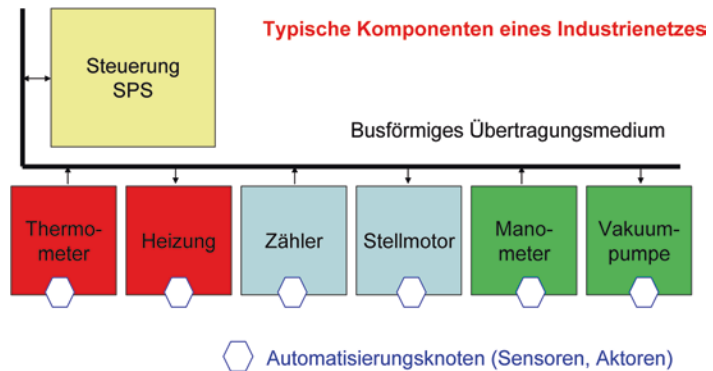 Typische Komponenten eines Industrienetzes
Steuerung
SPS
Busförmiges Übertragungsmedium
Thermo-
meter
Heizung
Zähler
Stellmotor
Mano-
meter
Vakuum-
pumpe
Automatisierungsknoten (Sensoren, Aktoren)